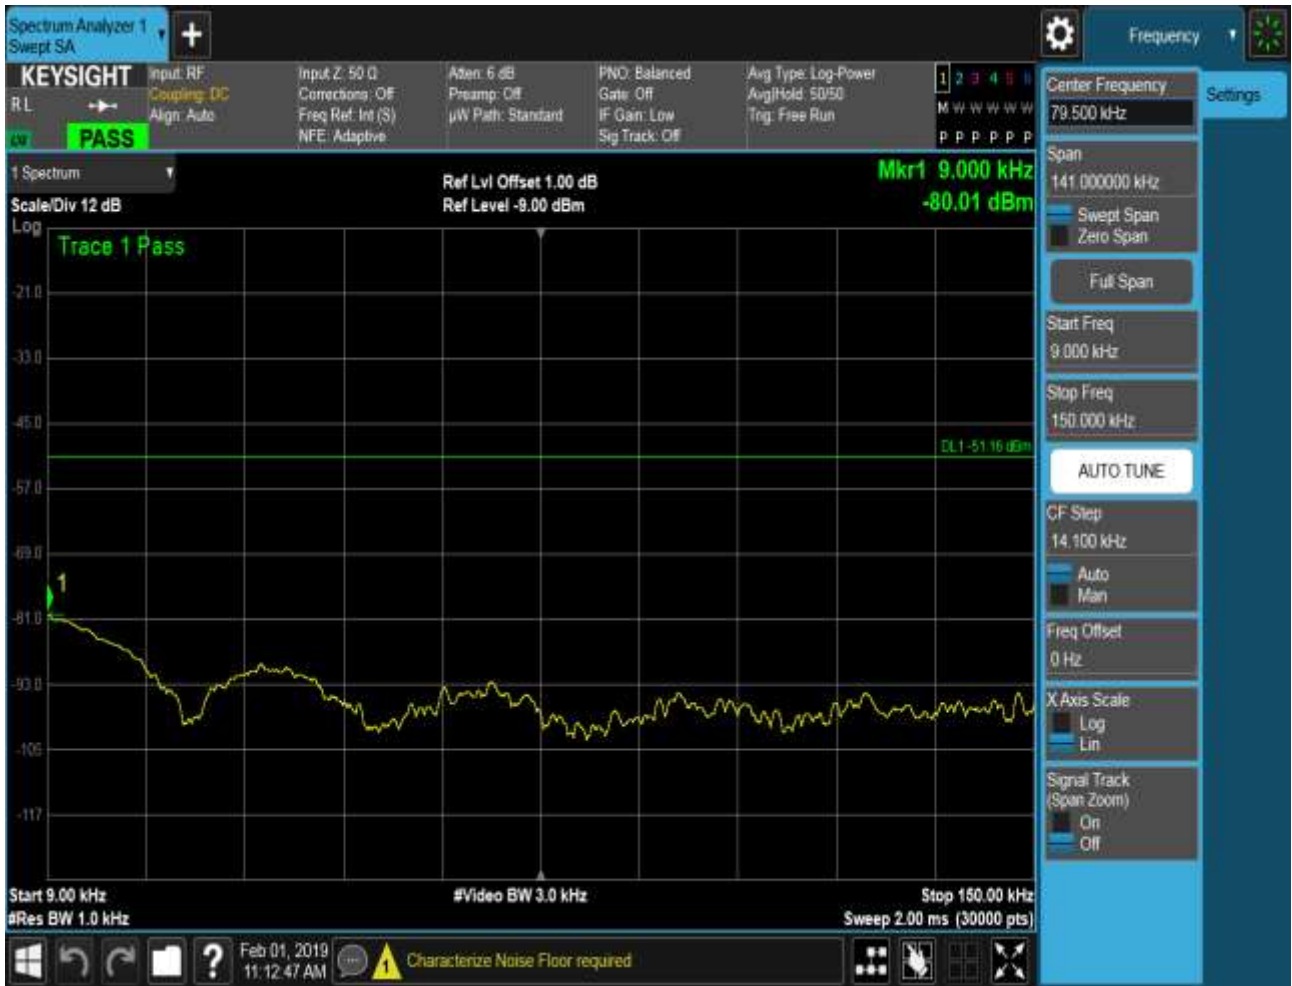 Spectrum Analyzer 1
Swept SA
Frequency
KEYSIGHT
R L
PASS
Input: RF
Coupling: DC
Align: Auto
Input Z: 50 Ω
Corrections: Off
Freq Ref: Int (S)
NFE: Adaptive
Atten: 6 dB
Preamp: Off
µW Path: Standard
PNO: Balanced
Gate: Off
IF Gain: Low
Sig Track: Off
Avg Type: Log-Power
Avg|Hold: 50/50
Trig: Free Run
1 2 3 4 5 6
M W W W W W
P P P P P P
1 Spectrum
Scale/Div 12 dB
Log
Ref Lvl Offset 1.00 dB
Ref Level -9.00 dBm
Mkr1 9.000 kHz
-80.01 dBm
Trace 1 Pass
-21.0
-33.0
-45.0
DL1 -51.16 dBm
-57.0
-69.0
1
-81.0
-93.0
-105
-117
Start 9.00 kHz
#Res BW 1.0 kHz
#Video BW 3.0 kHz
Stop 150.00 kHz
Sweep 2.00 ms (30000 pts)
Center Frequency
79.500 kHz
Settings
Span
141.000000 kHz
Swept Span
Zero Span
Full Span
Start Freq
9.000 kHz
Stop Freq
150.000 kHz
AUTO TUNE
CF Step
14.100 kHz
Auto
Man
Freq Offset
0 Hz
X Axis Scale
Log
Lin
Signal Track
(Span Zoom)
On
Off
?
Feb 01, 2019
11:12:47 AM
1
Characterize Noise Floor required